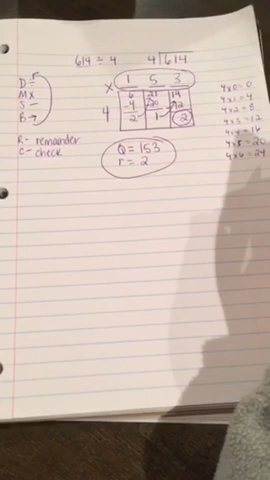 614 ÷ 4 4)614
D ÷
M x
S −
B →
R- remainder
C- check
x 1 5 3
4 6 21 14
-4 -20 -12
2 1 2
Q = 153
r = 2
4x0=0
4x1=4
4x2=8
4x3=12
4x4=16
4x5=20
4x6=24